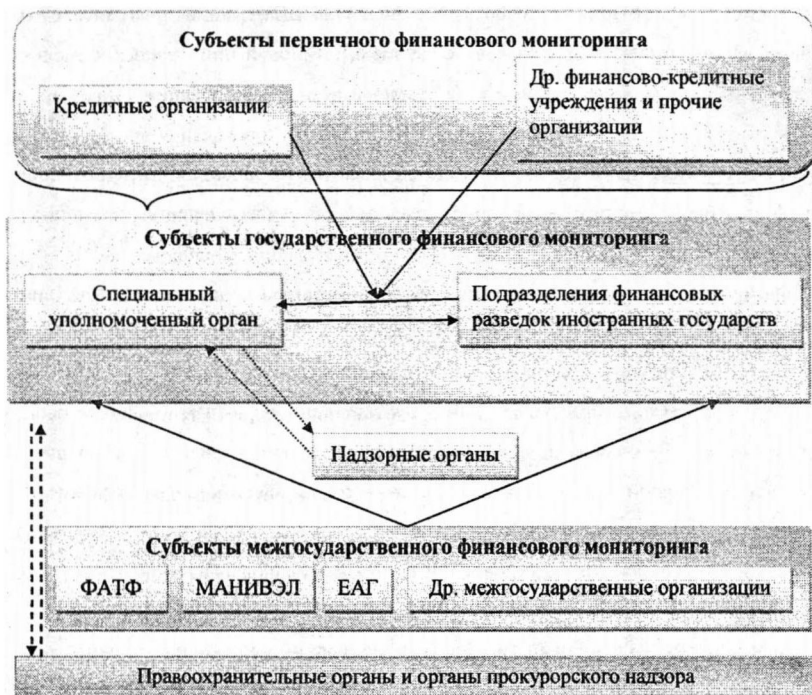 Субъекты первичного финансового мониторинга
Кредитные организации
Др. финансово-кредитные
учреждения и прочие
организации
Субъекты государственного финансового мониторинга
Специальный
уполномоченный орган
Подразделения финансовых
разведок иностранных государств
Надзорные органы
Субъекты межгосударственного финансового мониторинга
ФАТФ
МАНИВЭЛ
ЕАГ
Др. межгосударственные организации
Правоохранительные органы и органы прокурорского надзора